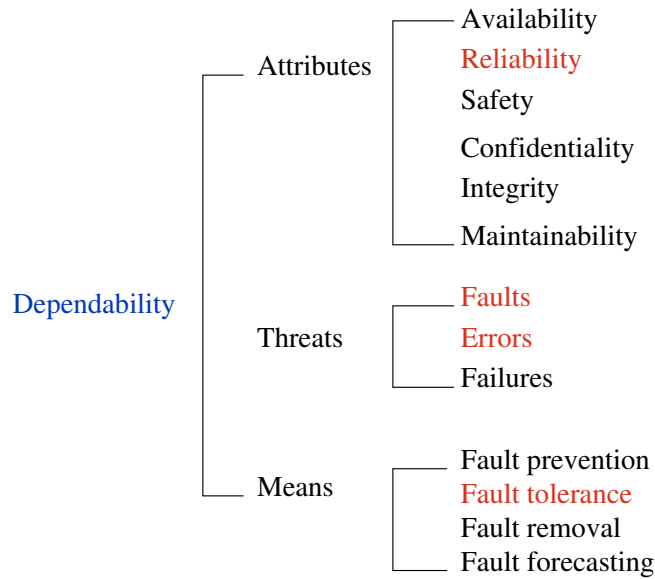 Dependability
Attributes
Availability
Reliability
Safety
Confidentiality
Integrity
Maintainability
Threats
Faults
Errors
Failures
Means
Fault prevention
Fault tolerance
Fault removal
Fault forecasting